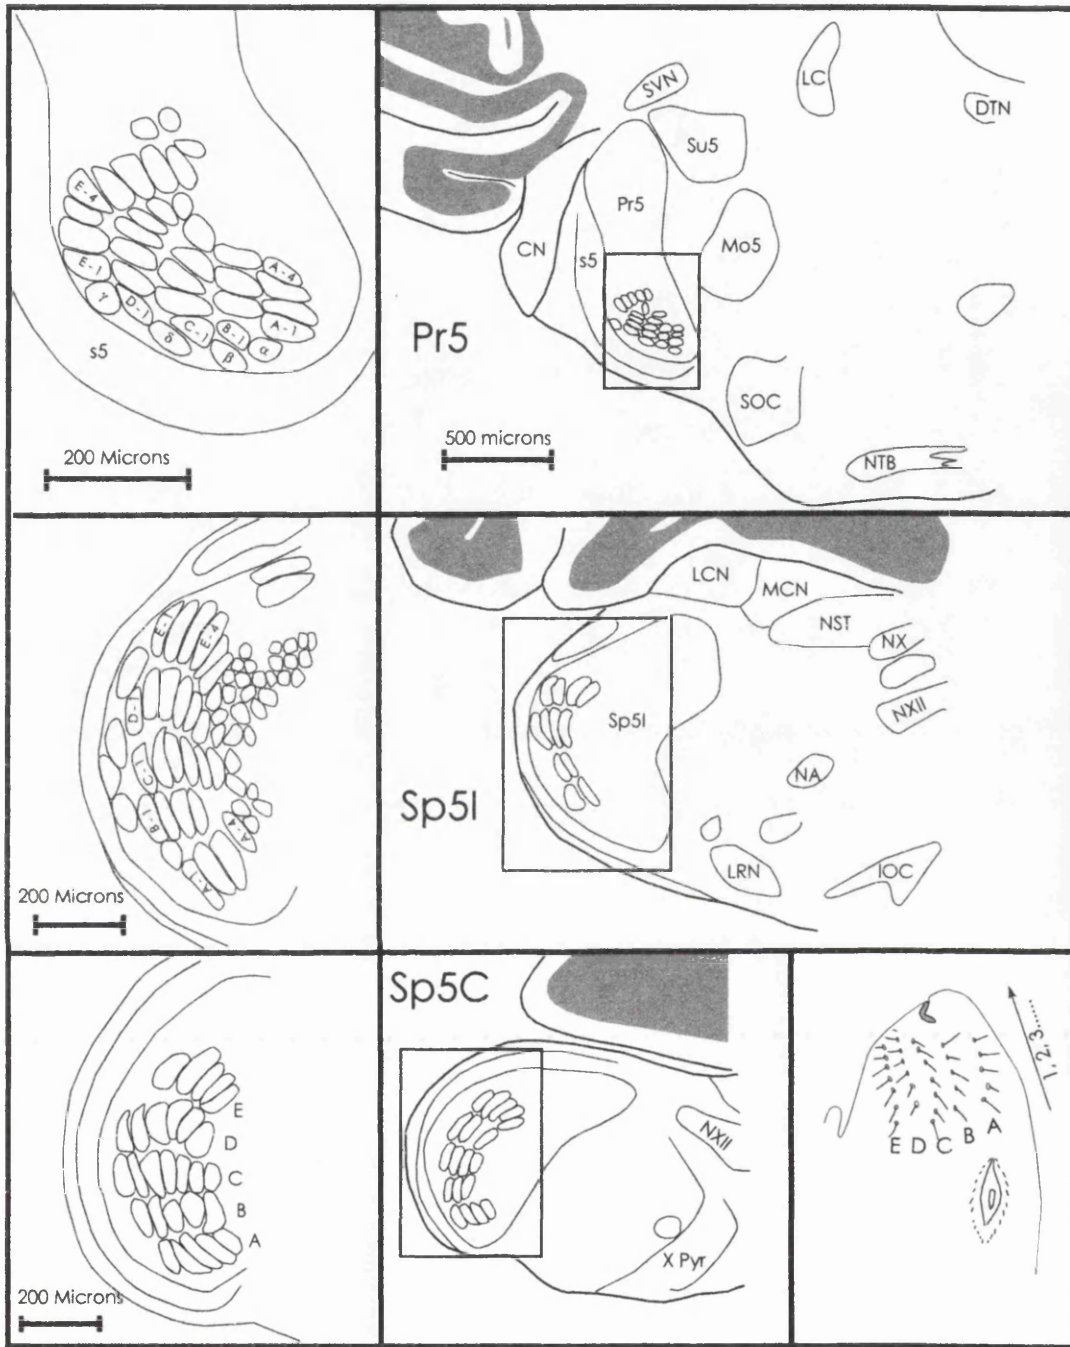 E-4
E-1
γ
D-1
δ
C-1
B-1
β
α
A-4
A-1
s5
200 Microns
SVN
LC
DTN
Su5
Pr5
CN
s5
Mo5
Pr5
SOC
500 microns
NTB
E-1
E-4
D-1
C-1
B-1
A-4
A-1
200 Microns
LCN
MCN
NST
NX
NXII
Sp5I
NA
Sp5I
LRN
IOC
E
D
C
B
A
200 Microns
Sp5C
NXII
X Pyr
1,2,3......
E D C B A